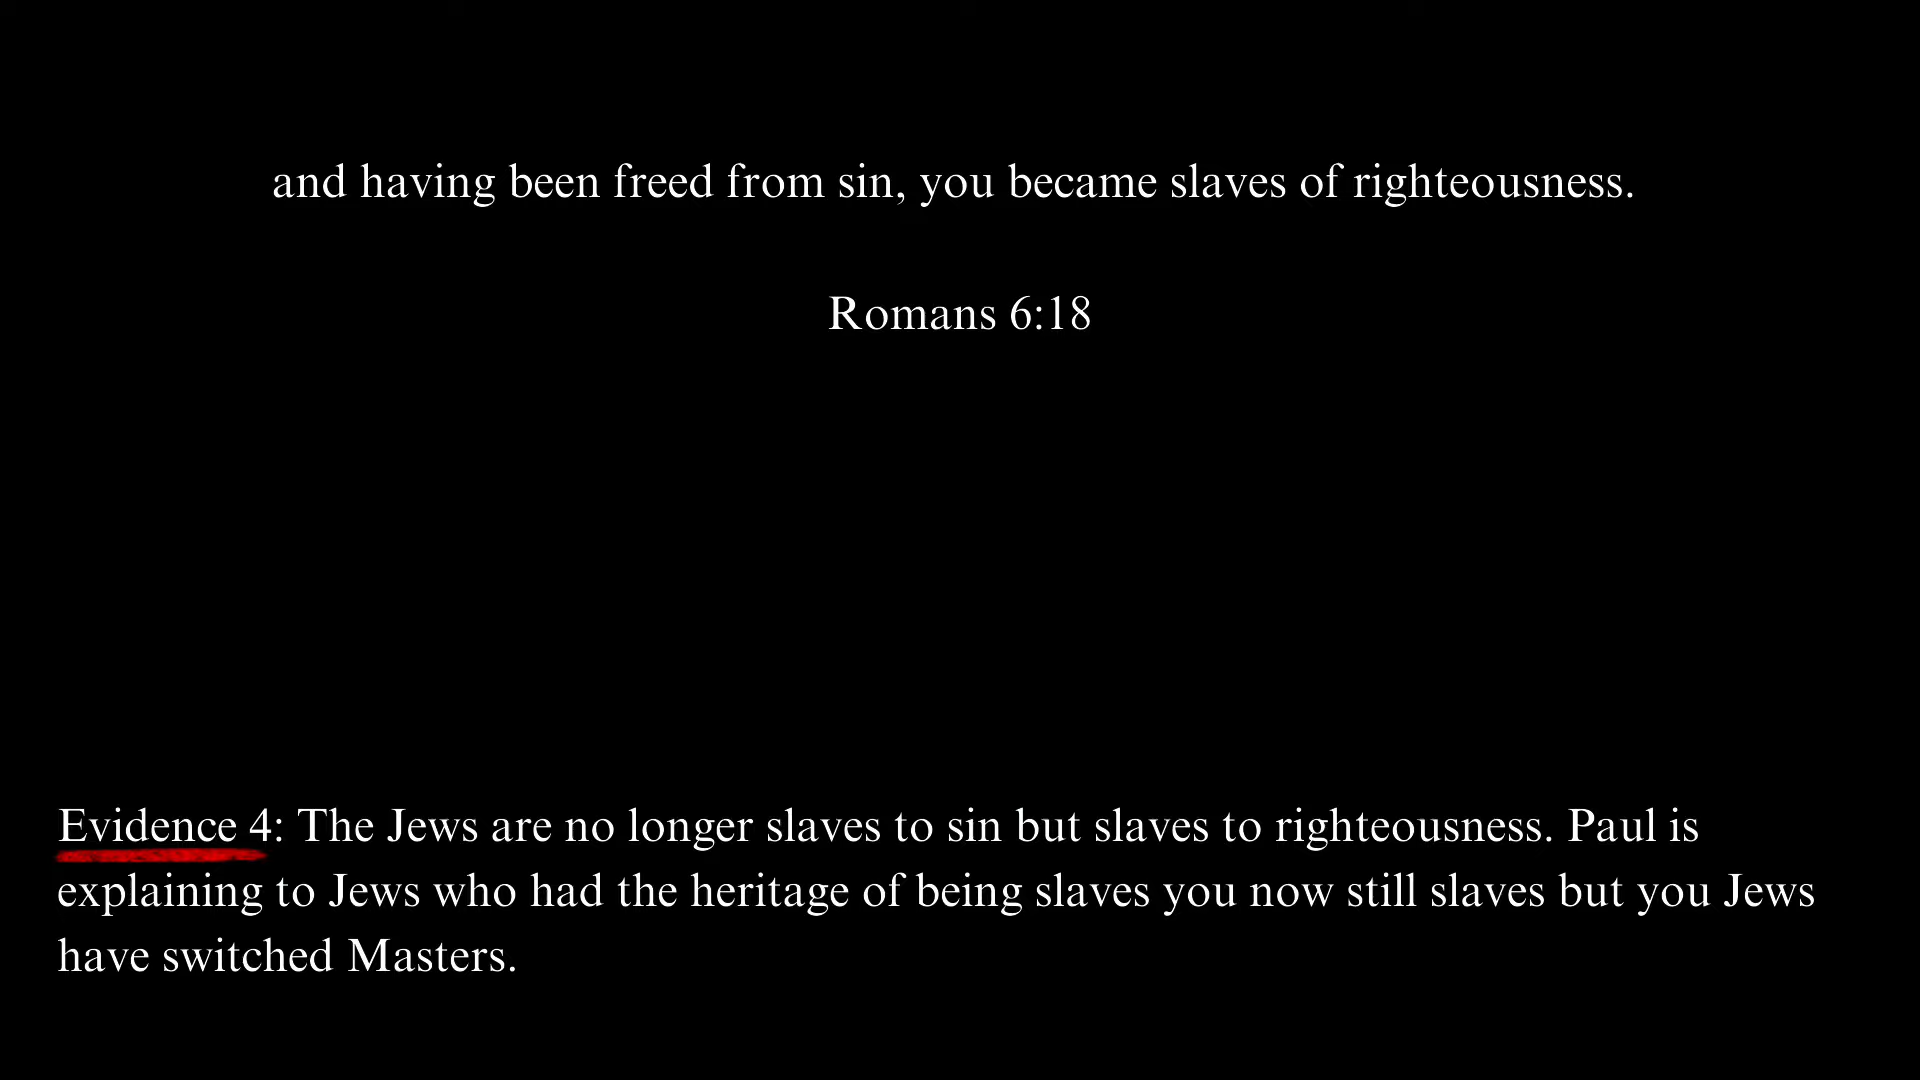 and having been freed from sin, you became slaves of righteousness.
Romans 6:18
Evidence 4: The Jews are no longer slaves to sin but slaves to righteousness. Paul is
explaining to Jews who had the heritage of being slaves you now still slaves but you Jews
have switched Masters.